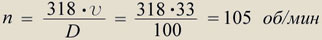 n = 318·υ / D = 318·33 / 100 = 105 об/мин